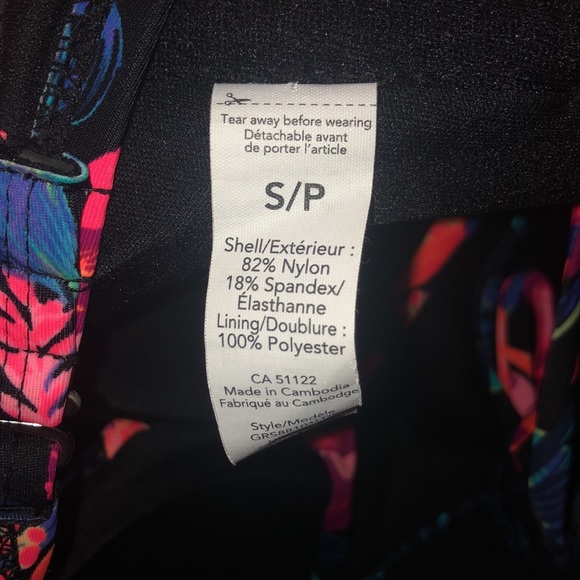 Tear away before wearing
Détachable avant
de porter l'article
S/P
Shell/Extérieur :
82% Nylon
18% Spandex/
Élasthanne
Lining/Doublure :
100% Polyester
CA 51122
Made in Cambodia
Fabriqué au Cambodge
Style/Modèle